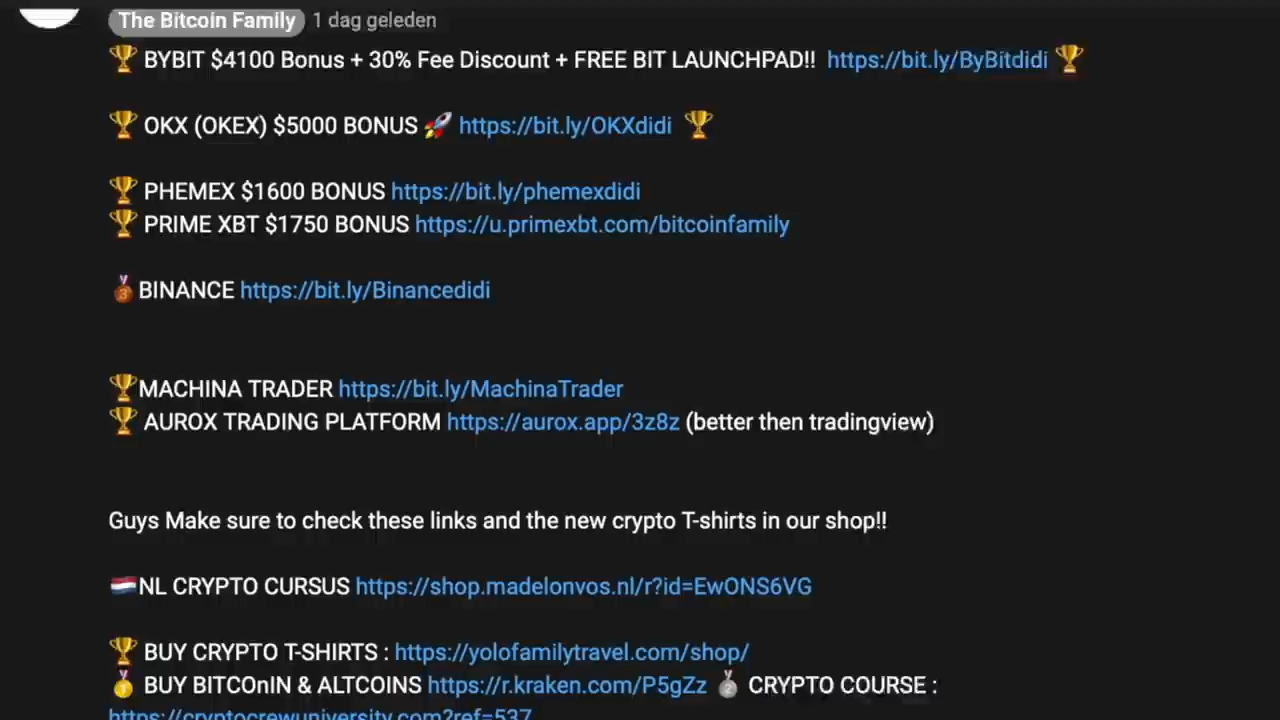 The Bitcoin Family 1 dag geleden
🏆 BYBIT $4100 Bonus + 30% Fee Discount + FREE BIT LAUNCHPAD!! https://bit.ly/ByBitdidi 🏆
🏆 OKX (OKEX) $5000 BONUS 🚀 https://bit.ly/OKXdidi 🏆
🏆 PHEMEX $1600 BONUS https://bit.ly/phemexdidi
🏆 PRIME XBT $1750 BONUS https://u.primexbt.com/bitcoinfamily
🥉BINANCE https://bit.ly/Binancedidi
🏆MACHINA TRADER https://bit.ly/MachinaTrader
🏆 AUROX TRADING PLATFORM https://aurox.app/3z8z (better then tradingview)
Guys Make sure to check these links and the new crypto T-shirts in our shop!!
🇳🇱NL CRYPTO CURSUS https://shop.madelonvos.nl/r?id=EwONS6VG
🏆 BUY CRYPTO T-SHIRTS : https://yolofamilytravel.com/shop/
🥇 BUY BITCOnIN & ALTCOINS https://r.kraken.com/P5gZz 🥈 CRYPTO COURSE :
https://cryptocrewuniversity.com?ref=537